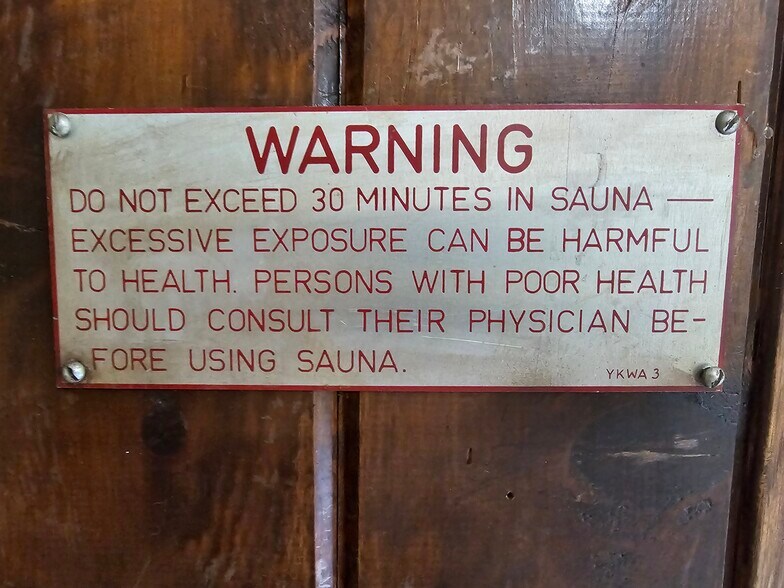 WARNING
DO NOT EXCEED 30 MINUTES IN SAUNA —
EXCESSIVE EXPOSURE CAN BE HARMFUL
TO HEALTH. PERSONS WITH POOR HEALTH
SHOULD CONSULT THEIR PHYSICIAN BE-
FORE USING SAUNA.
YKWA 3